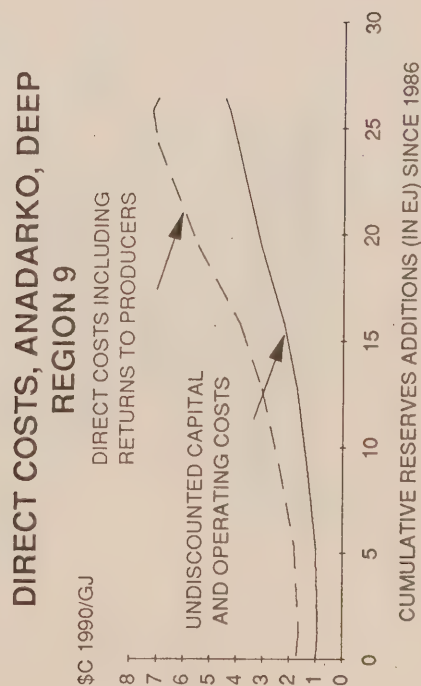 DIRECT COSTS, ANADARKO, DEEP
REGION 9
$C 1990/GJ
DIRECT COSTS INCLUDING
RETURNS TO PRODUCERS
UNDISCOUNTED CAPITAL
AND OPERATING COSTS
8
7
6
5
4
3
2
1
0
0 5 10 15 20 25 30
CUMULATIVE RESERVES ADDITIONS (IN EJ) SINCE 1986